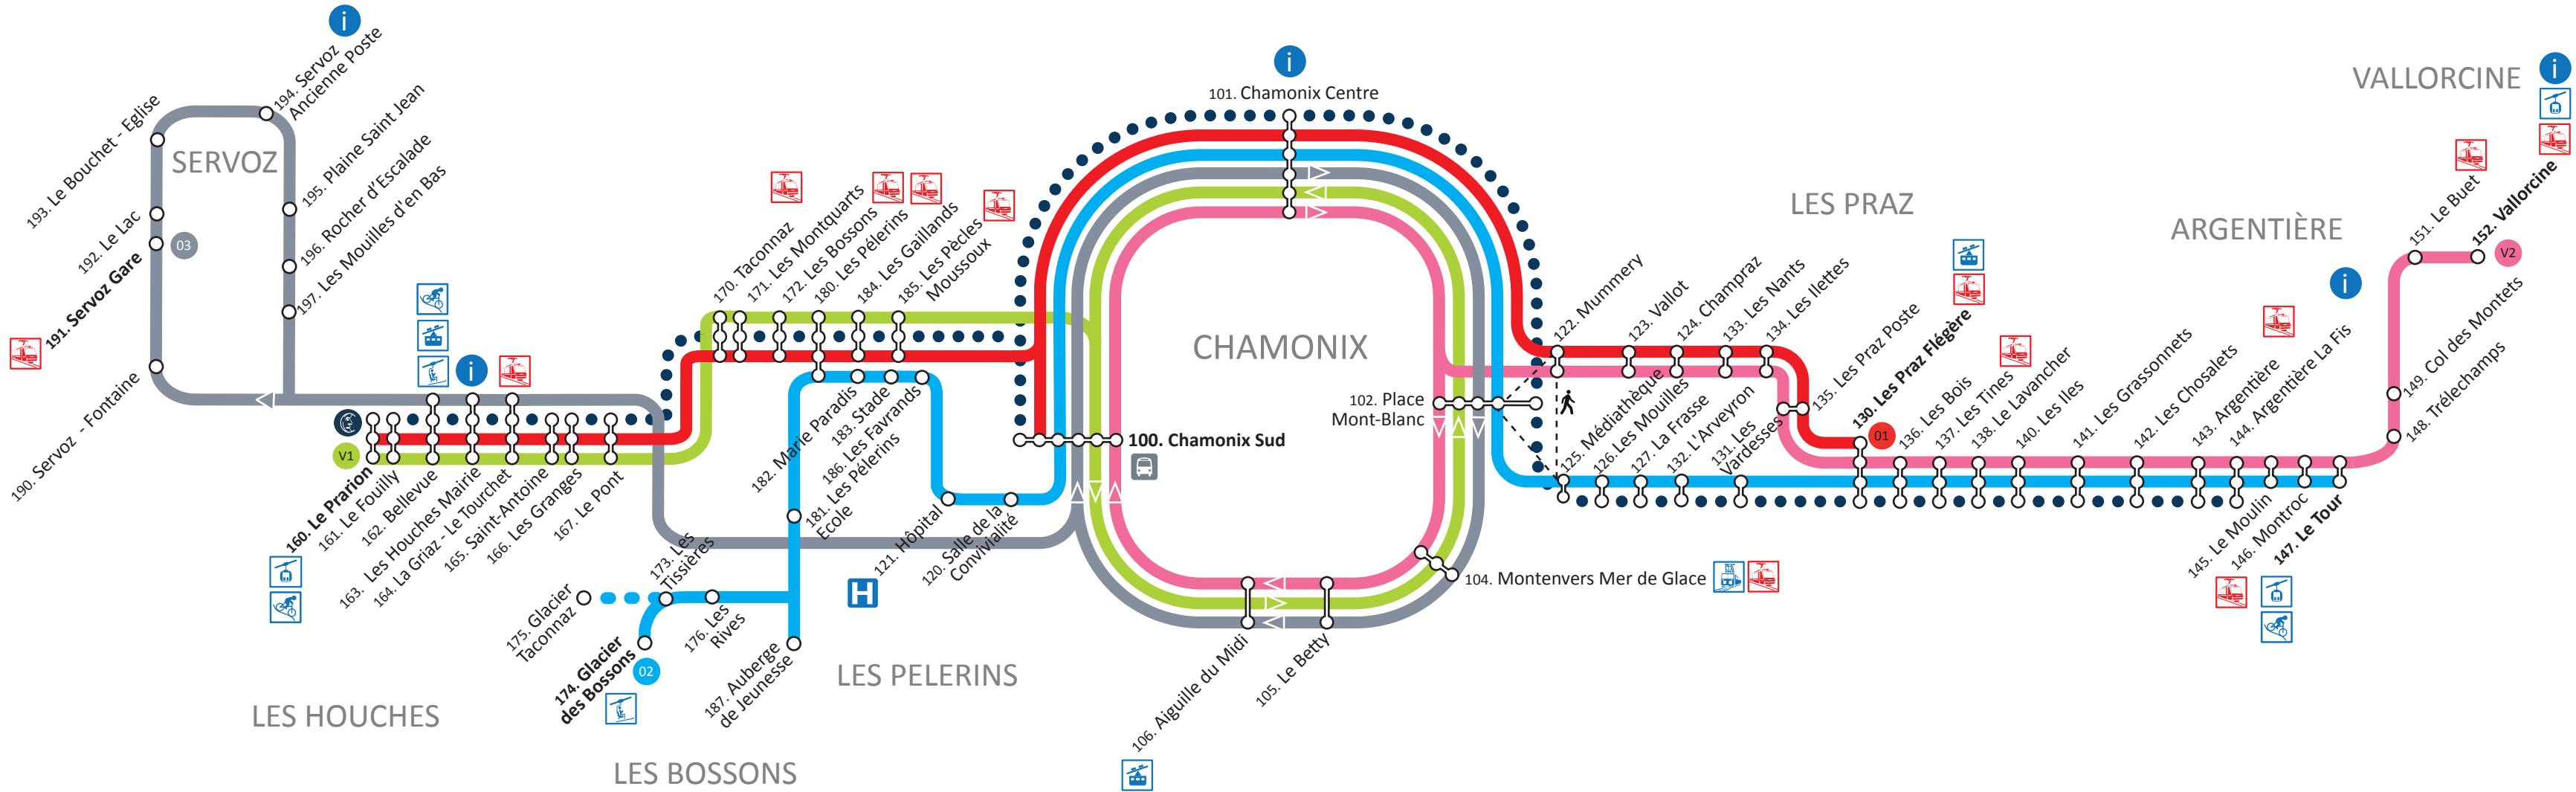 SERVOZ
194. Servoz
Ancienne Poste
i
193. Le Bouchet - Eglise
195. Plaine Saint Jean
196. Rocher d'Escalade
197. Les Mouilles d'en Bas
192. Le Lac
03
191. Servoz Gare
190. Servoz - Fontaine
i
V1
160. Le Prarion
161. Le Fouilly
162. Bellevue
163. Les Houches Mairie
164. La Griaz - Le Tourchet
165. Saint-Antoine
166. Les Granges
167. Le Pont
LES HOUCHES
170. Taconnaz
171. Les Montquarts
172. Les Bossons
180. Les Pélerins
184. Les Gaillands
185. Les Pècles
Moussoux
182. Marie Paradis
183. Stade
186. Les Favrands
181. Les Pélerins
Ecole
121. Hôpital
120. Salle de la
Convivialité
H
173. Les
Tissières
175. Glacier
Taconnaz
174. Glacier
des Bossons
02
176. Les
Rives
187. Auberge
de Jeunesse
LES PELERINS
LES BOSSONS
i
101. Chamonix Centre
CHAMONIX
100. Chamonix Sud
102. Place
Mont-Blanc
104. Montenvers Mer de Glace
106. Aiguille du Midi
105. Le Betty
LES PRAZ
122. Mummery
123. Vallot
124. Champraz
133. Les Nants
134. Les Ilettes
135. Les Praz Poste
130. Les Praz Flégère
01
125. Médiathèque
126. Les Mouilles
127. La Frasse
132. L'Arveyron
131. Les
Vardesses
136. Les Bois
137. Les Tines
138. Le Lavancher
140. Les Iles
141. Les Grassonnets
142. Les Chosalets
143. Argentière
144. Argentière La Fis
ARGENTIÈRE
i
145. Le Moulin
146. Montroc
147. Le Tour
148. Trélechamps
149. Col des Montets
151. Le Buet
152. Vallorcine
V2
VALLORCINE
i